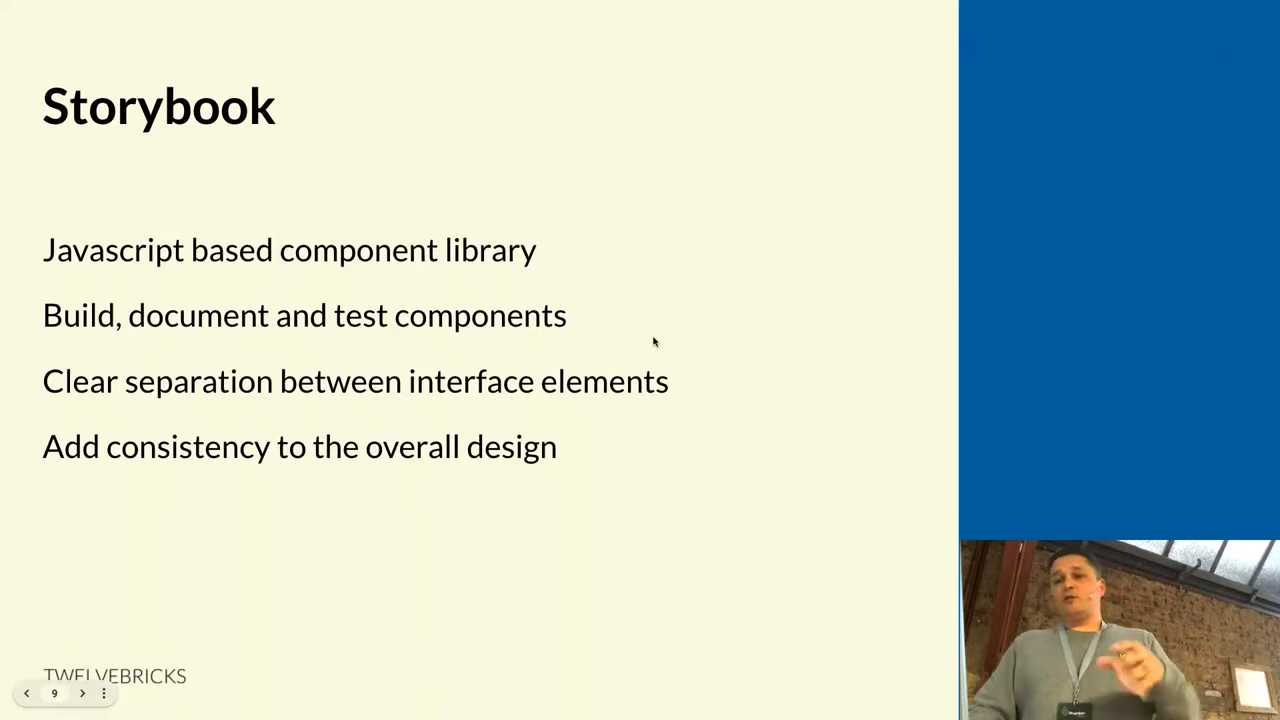 Storybook
Javascript based component library
Build, document and test components
Clear separation between interface elements
Add consistency to the overall design
TWELVEBRICKS
9